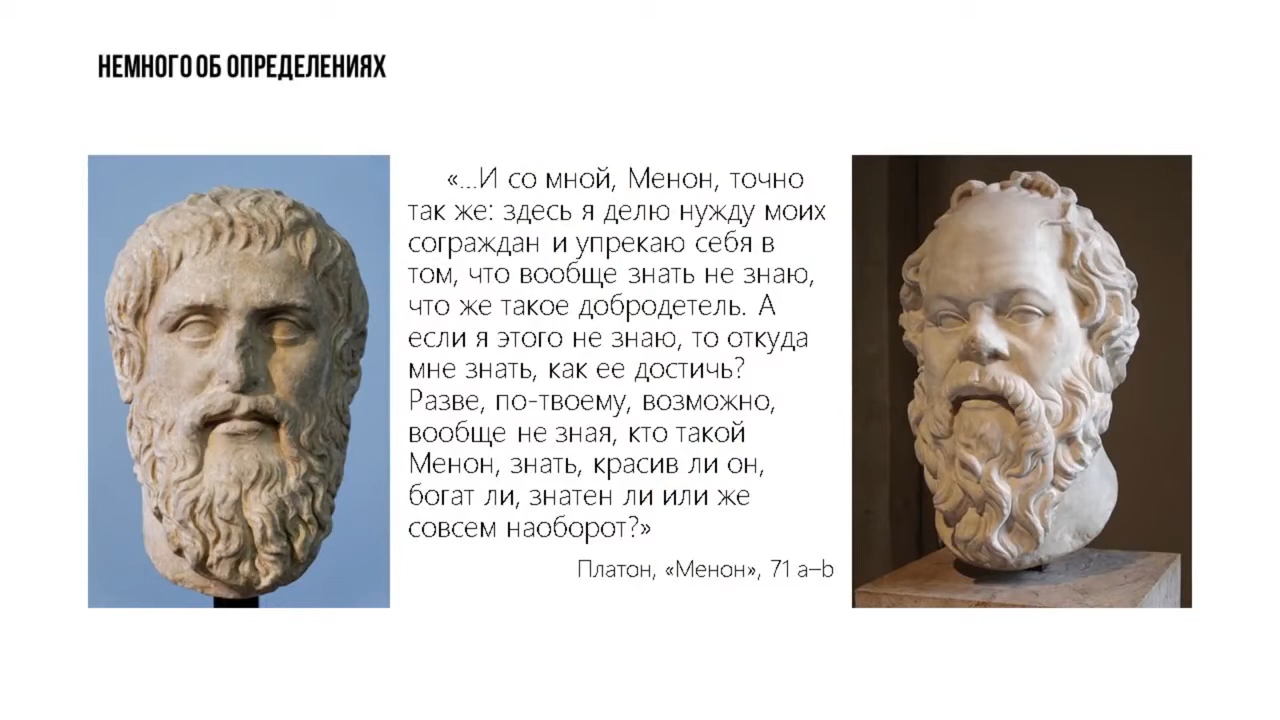 НЕМНОГО ОБ ОПРЕДЕЛЕНИЯХ
«...И со мной, Менон, точно
так же: здесь я делю нужду моих
сограждан и упрекаю себя в
том, что вообще знать не знаю,
что же такое добродетель. А
если я этого не знаю, то откуда
мне знать, как ее достичь?
Разве, по-твоему, возможно,
вообще не зная, кто такой
Менон, знать, красив ли он,
богат ли, знатен ли или же
совсем наоборот?»
Платон, «Менон», 71 a–b